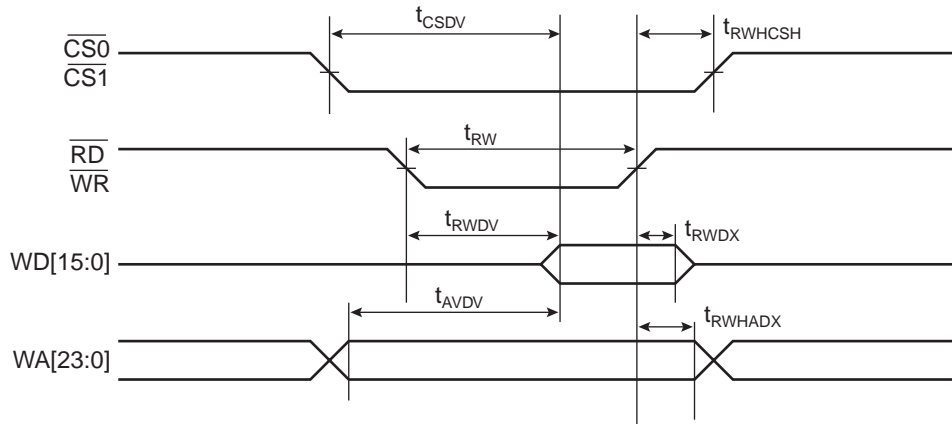 tCSDV
tRWHCSH
CS0
CS1
tRW
RD
WR
tRWDV
tRWDX
WD[15:0]
tAVDV
tRWHADX
WA[23:0]